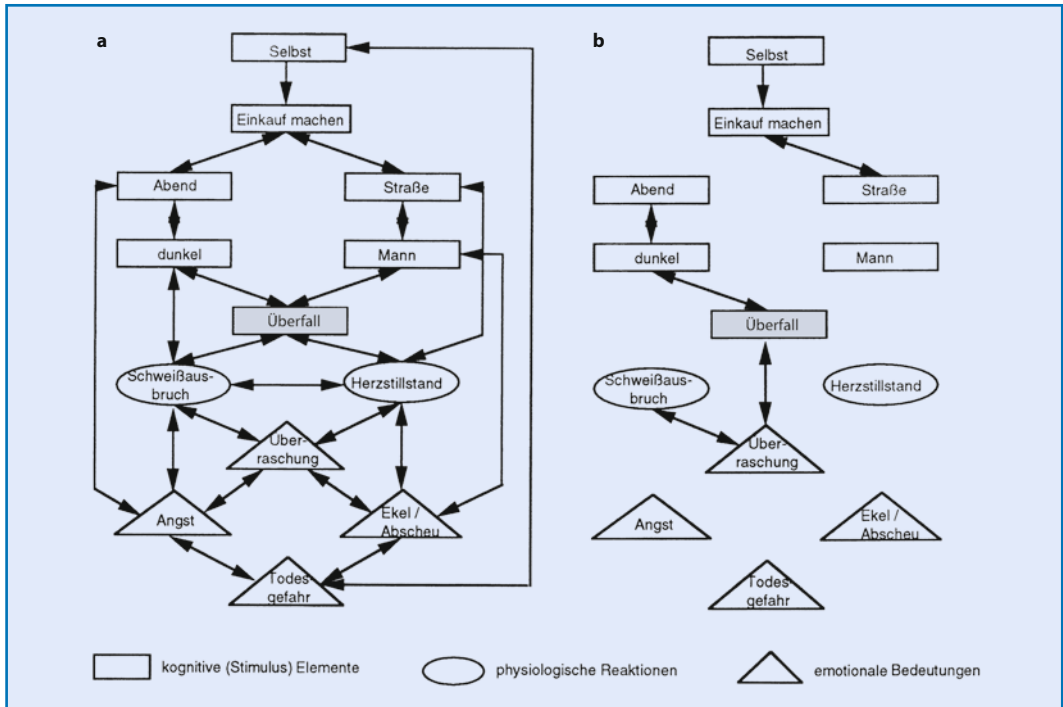 a
Selbst
Einkauf machen
Abend
Straße
dunkel
Mann
Überfall
Schweißaus-
bruch
Herzstillstand
Über-
raschung
Angst
Ekel /
Abscheu
Todes-
gefahr
b
Selbst
Einkauf machen
Abend
Straße
dunkel
Mann
Überfall
Schweißaus-
bruch
Herzstillstand
Über-
raschung
Angst
Ekel /
Abscheu
Todes-
gefahr
kognitive (Stimulus) Elemente
physiologische Reaktionen
emotionale Bedeutungen